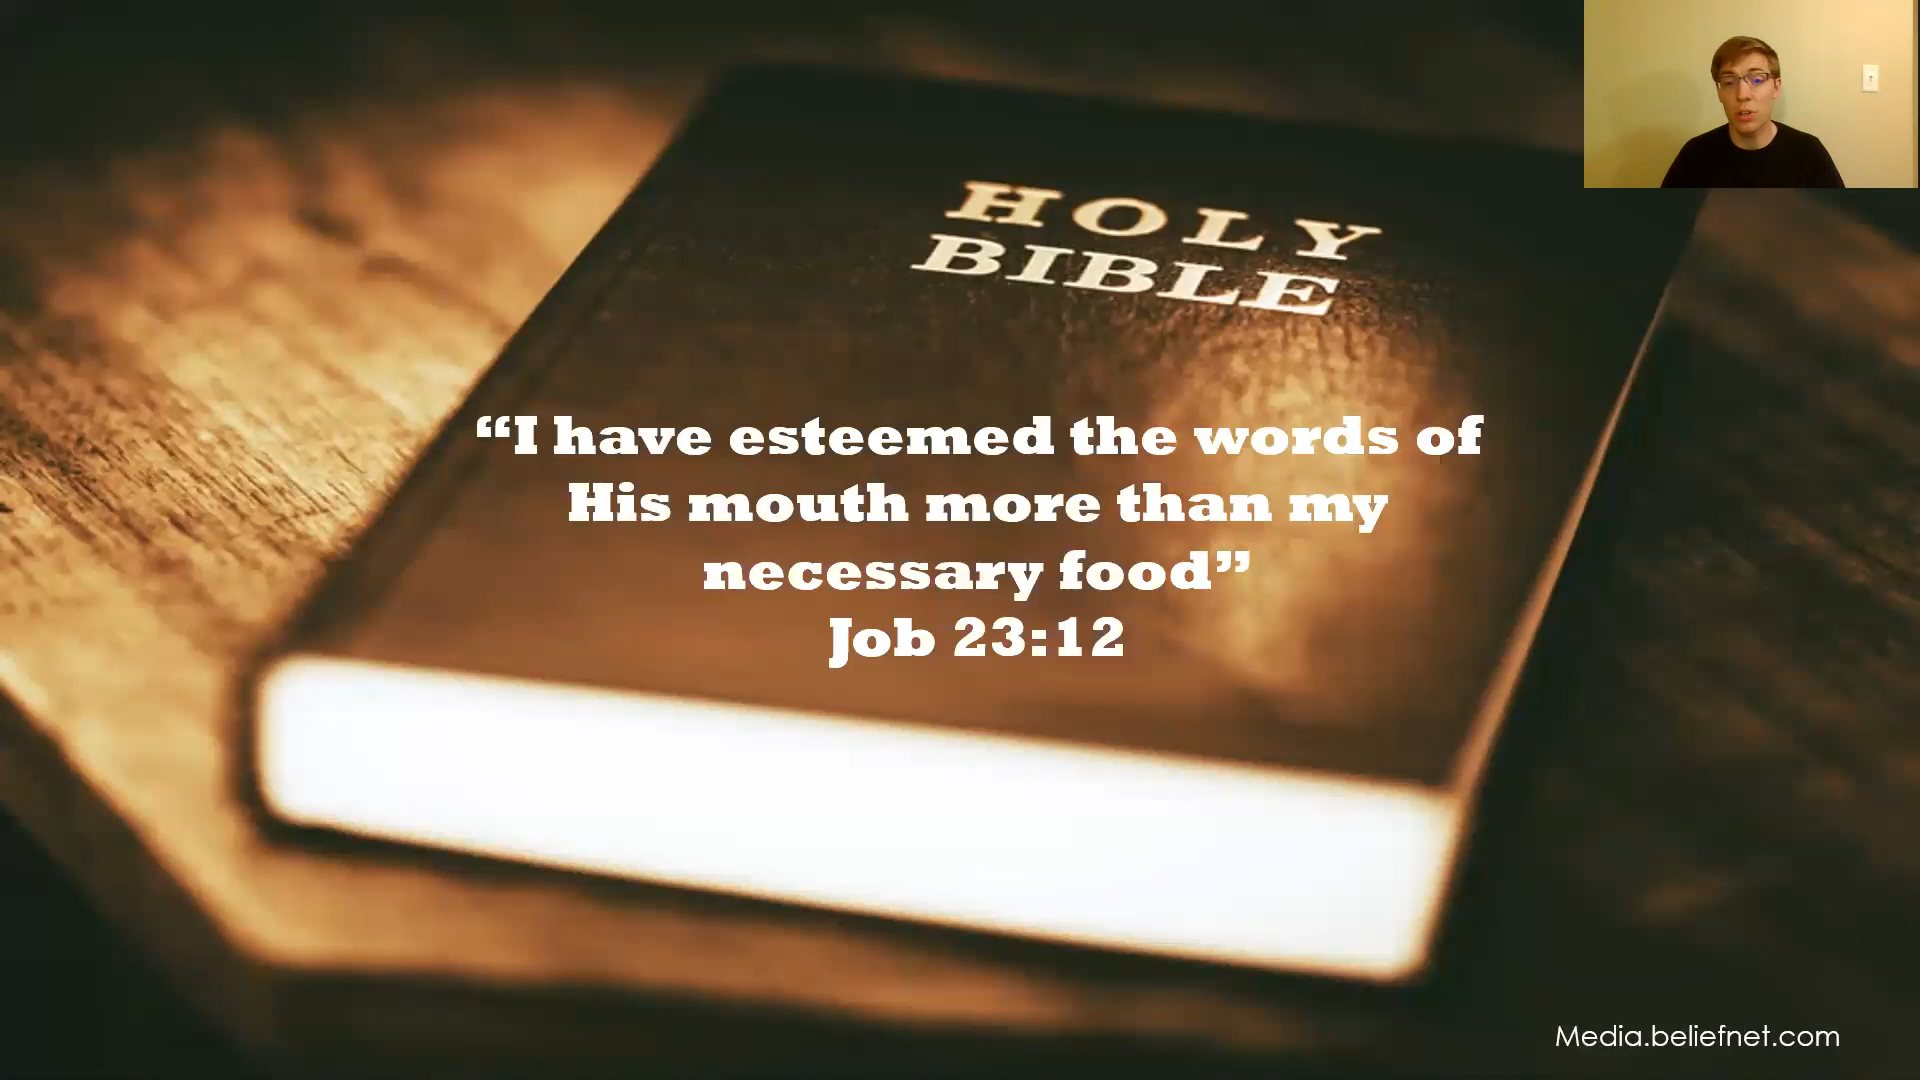 HOLY
BIBLE
“I have esteemed the words of
His mouth more than my
necessary food”
Job 23:12
Media.beliefnet.com